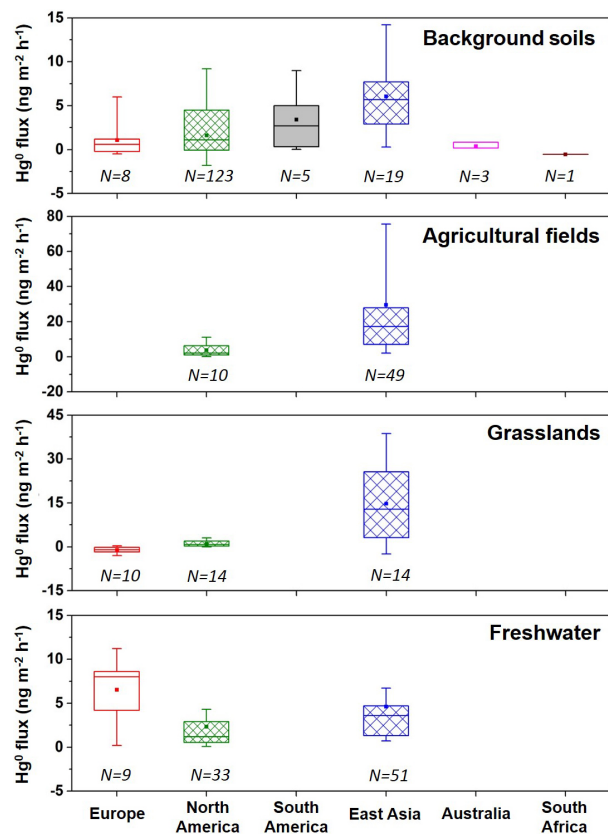 Background soils
Hg⁰ flux (ng m⁻² h⁻¹)
15
10
5
0
-5
N=8 N=123 N=5 N=19 N=3 N=1
Agricultural fields
Hg⁰ flux (ng m⁻² h⁻¹)
80
60
40
20
0
-20
N=10 N=49
Grasslands
Hg⁰ flux (ng m⁻² h⁻¹)
45
30
15
0
-15
N=10 N=14 N=14
Freshwater
Hg⁰ flux (ng m⁻² h⁻¹)
15
10
5
0
-5
N=9 N=33 N=51
Europe North South East Asia Australia South
America America Africa